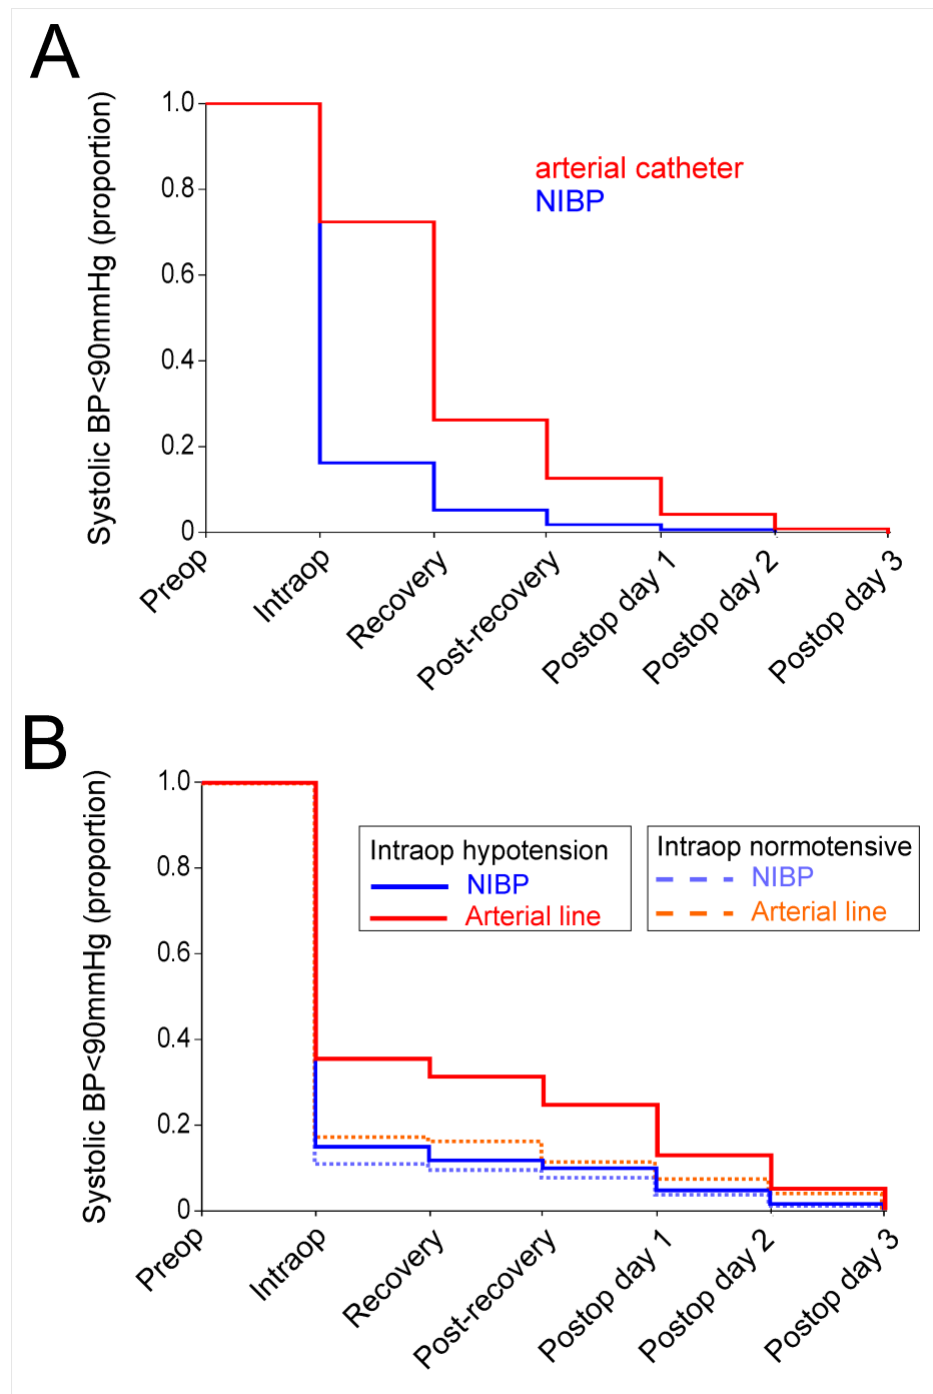 A
Systolic BP<90mmHg (proportion)
1.0
0.8
0.6
0.4
0.2
0
arterial catheter
NIBP
Preop
Intraop
Recovery
Post-recovery
Postop day 1
Postop day 2
Postop day 3
B
Systolic BP<90mmHg (proportion)
1.0
0.8
0.6
0.4
0.2
0
Intraop hypotension
NIBP
Arterial line
Intraop normotensive
NIBP
Arterial line
Preop
Intraop
Recovery
Post-recovery
Postop day 1
Postop day 2
Postop day 3